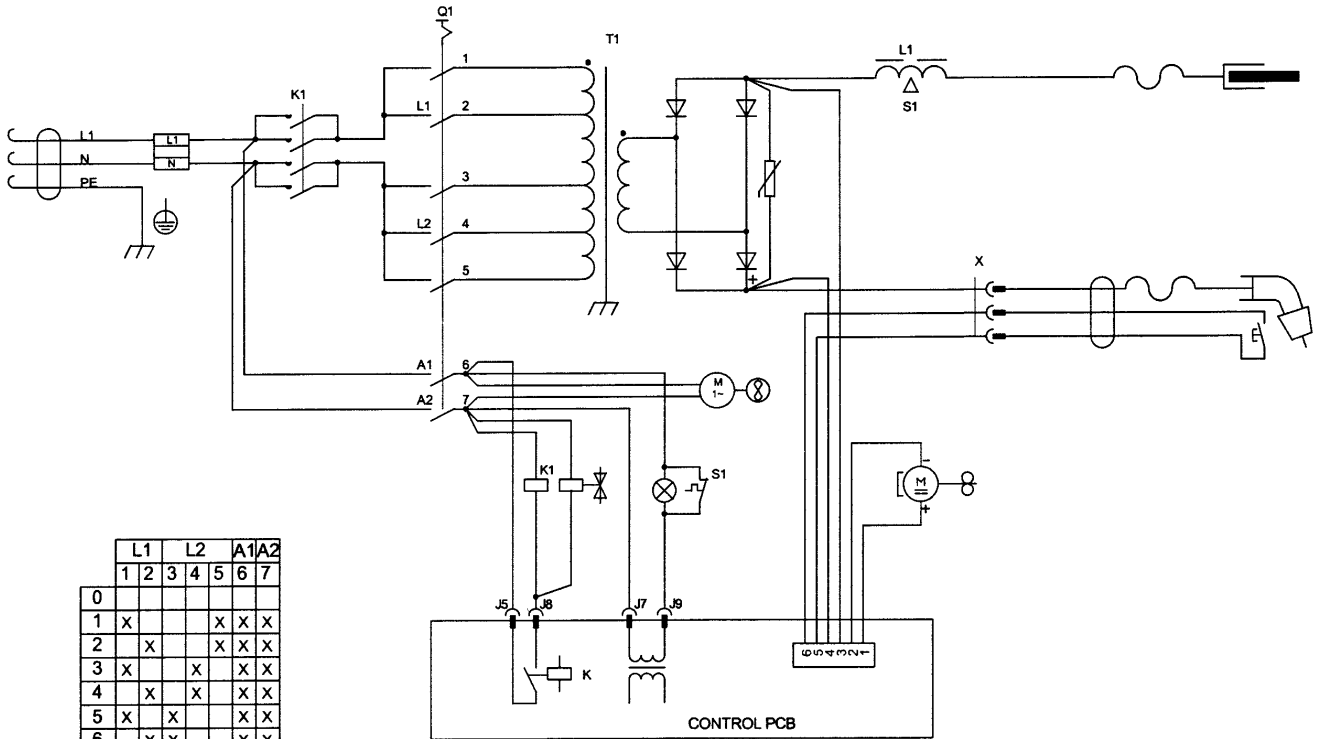 Q1
T1
L1
S1
K1
1
L1
2
3
L2
4
5
L1
L1
N
N
PE
+
X
A1
6
A2
7
M
1~
K1
S1
M
-
+
L1 L2 A1 A2
1 2 3 4 5 6 7
0
1 X X X X
2 X X X X
3 X X X X
4 X X X X
5 X X X X
6 X X X X
J5
J8
J7
J9
K
6 5 4 3 2 1
CONTROL PCB